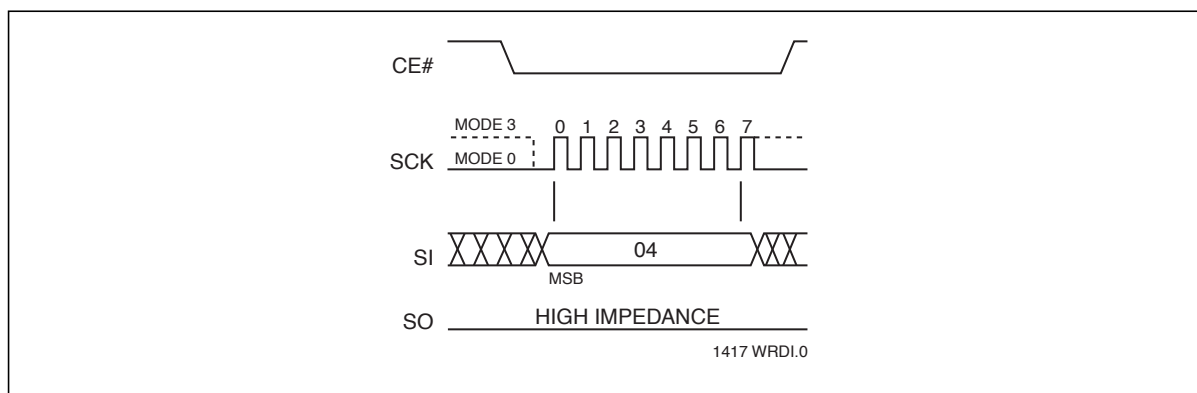 CE#
MODE 3
0 1 2 3 4 5 6 7
SCK
MODE 0
SI
04
MSB
SO
HIGH IMPEDANCE
1417 WRDI.0